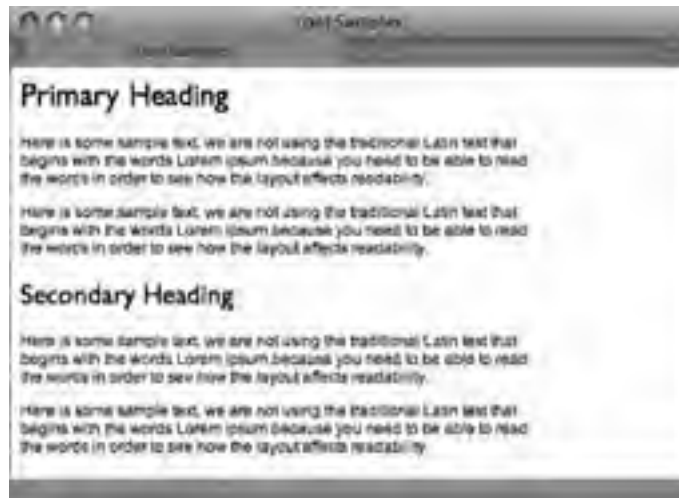 Font Samples
Font Samples
Primary Heading
Here is some sample text, we are not using the traditional Latin text that
begins with the words Lorem ipsum because you need to be able to read
the words in order to see how the layout affects readability.
Here is some sample text, we are not using the traditional Latin text that
begins with the words Lorem ipsum because you need to be able to read
the words in order to see how the layout affects readability.
Secondary Heading
Here is some sample text, we are not using the traditional Latin text that
begins with the words Lorem ipsum because you need to be able to read
the words in order to see how the layout affects readability.
Here is some sample text, we are not using the traditional Latin text that
begins with the words Lorem ipsum because you need to be able to read
the words in order to see how the layout affects readability.